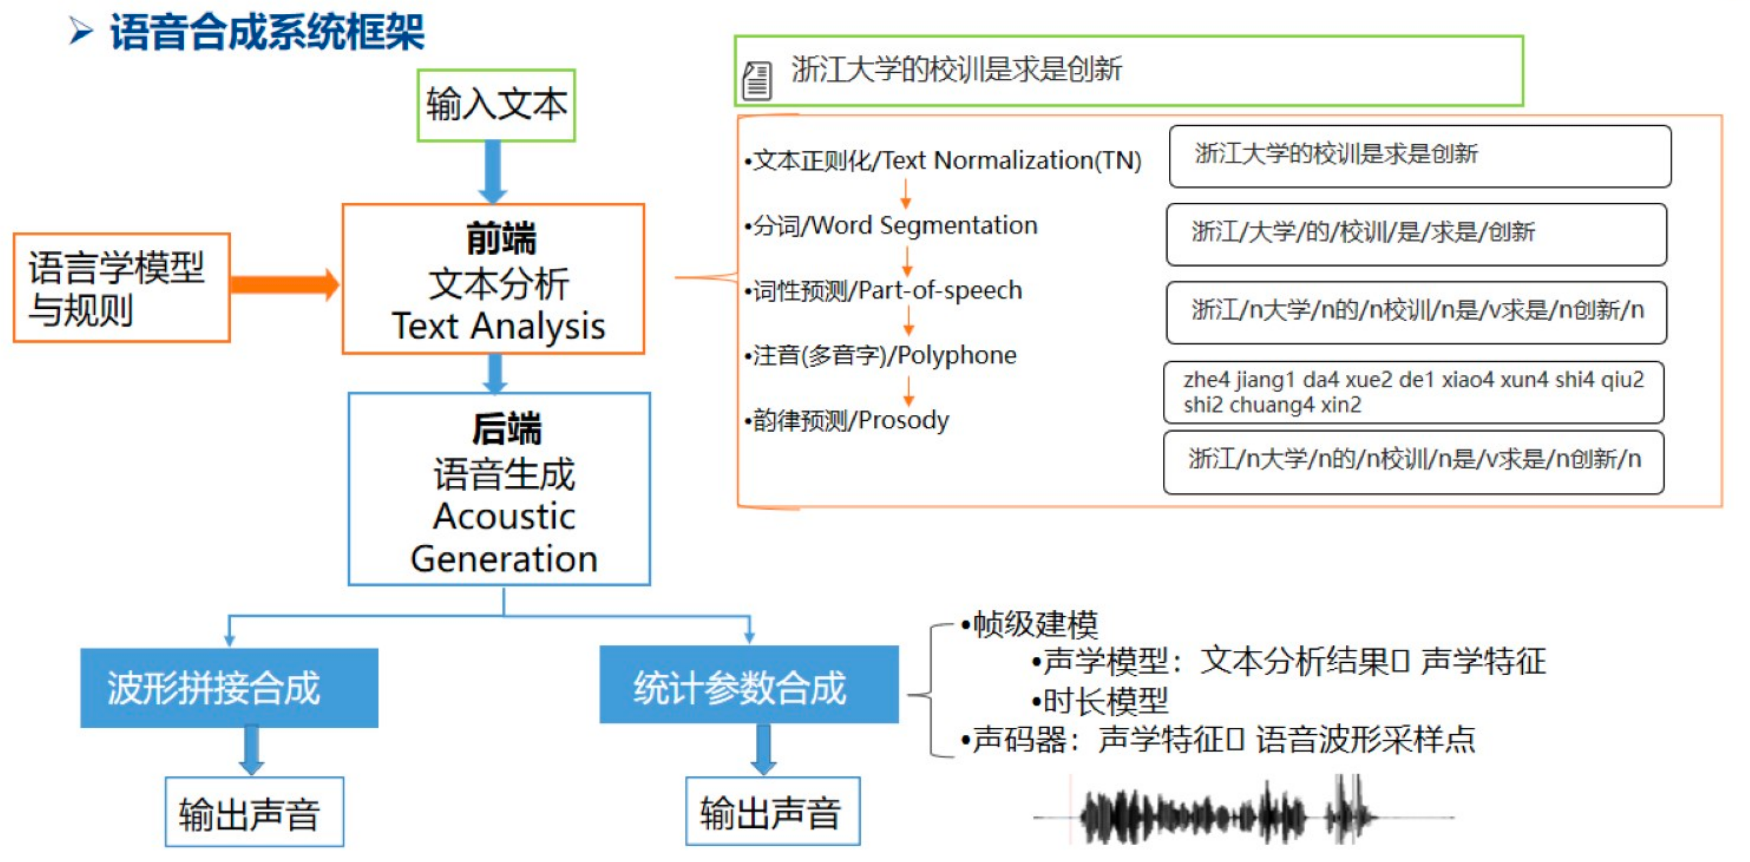 语音合成系统框架
输入文本
浙江大学的校训是求是创新
语言学模型
与规则
前端
文本分析
Text Analysis
•文本正则化/Text Normalization(TN)
浙江大学的校训是求是创新
•分词/Word Segmentation
浙江/大学/的/校训/是/求是/创新
•词性预测/Part-of-speech
浙江/n大学/n的/n校训/n是/v求是/n创新/n
•注音(多音字)/Polyphone
zhe4 jiang1 da4 xue2 de1 xiao4 xun4 shi4 qiu2
shi2 chuang4 xin2
•韵律预测/Prosody
浙江/n大学/n的/n校训/n是/v求是/n创新/n
后端
语音生成
Acoustic
Generation
波形拼接合成
输出声音
统计参数合成
输出声音
•帧级建模
•声学模型：文本分析结果 声学特征
•时长模型
•声码器：声学特征 语音波形采样点